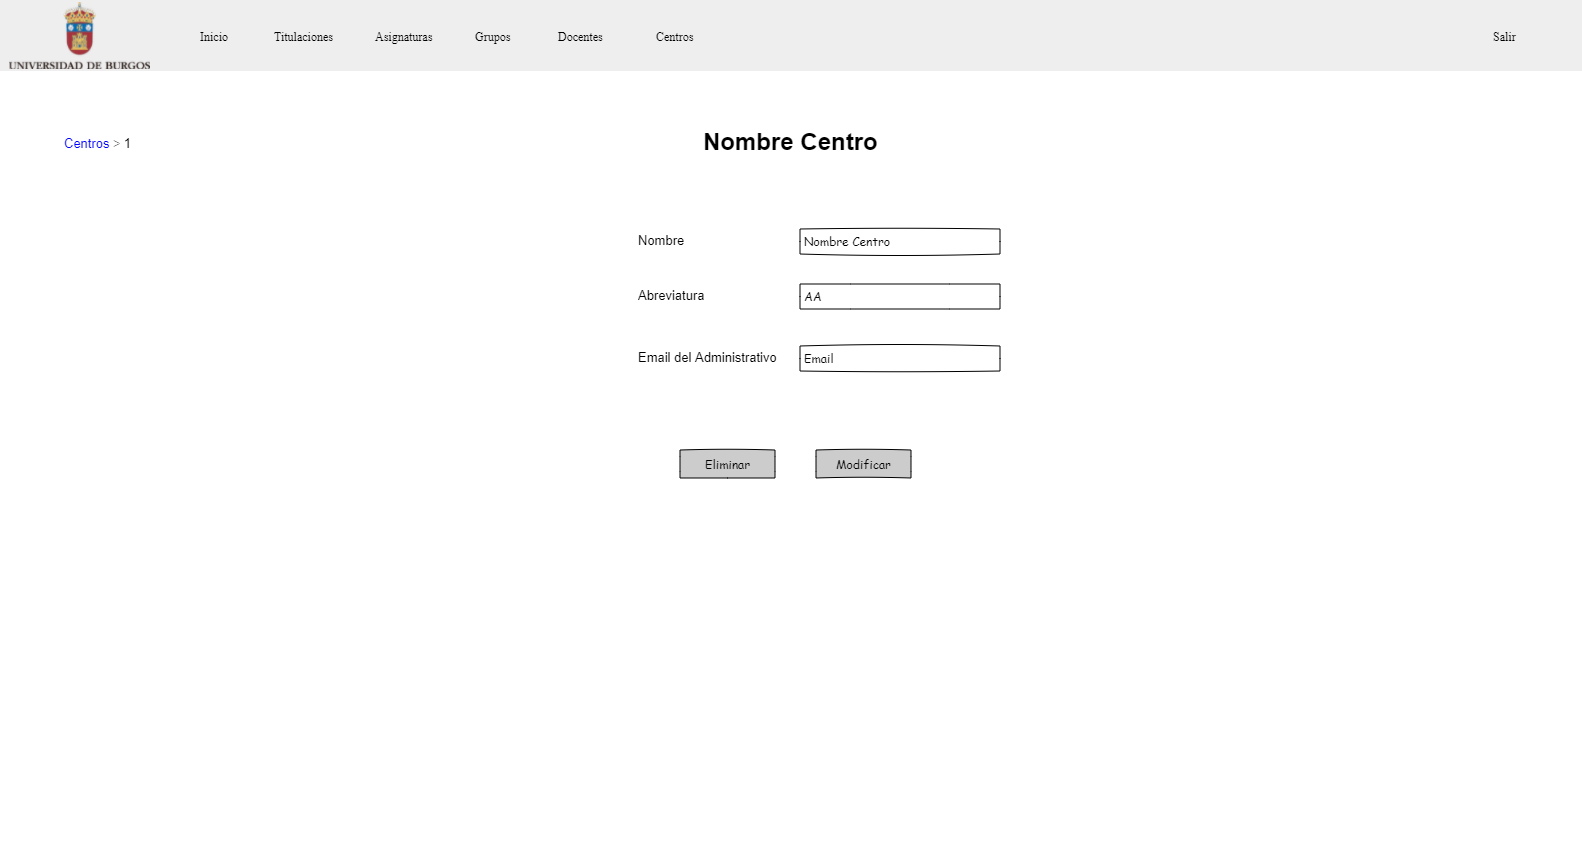 UNIVERSIDAD DE BURGOS
Inicio Titulaciones Asignaturas Grupos Docentes Centros Salir
Centros > 1
Nombre Centro
Nombre Nombre Centro
Abreviatura AA
Email del Administrativo Email
Eliminar Modificar